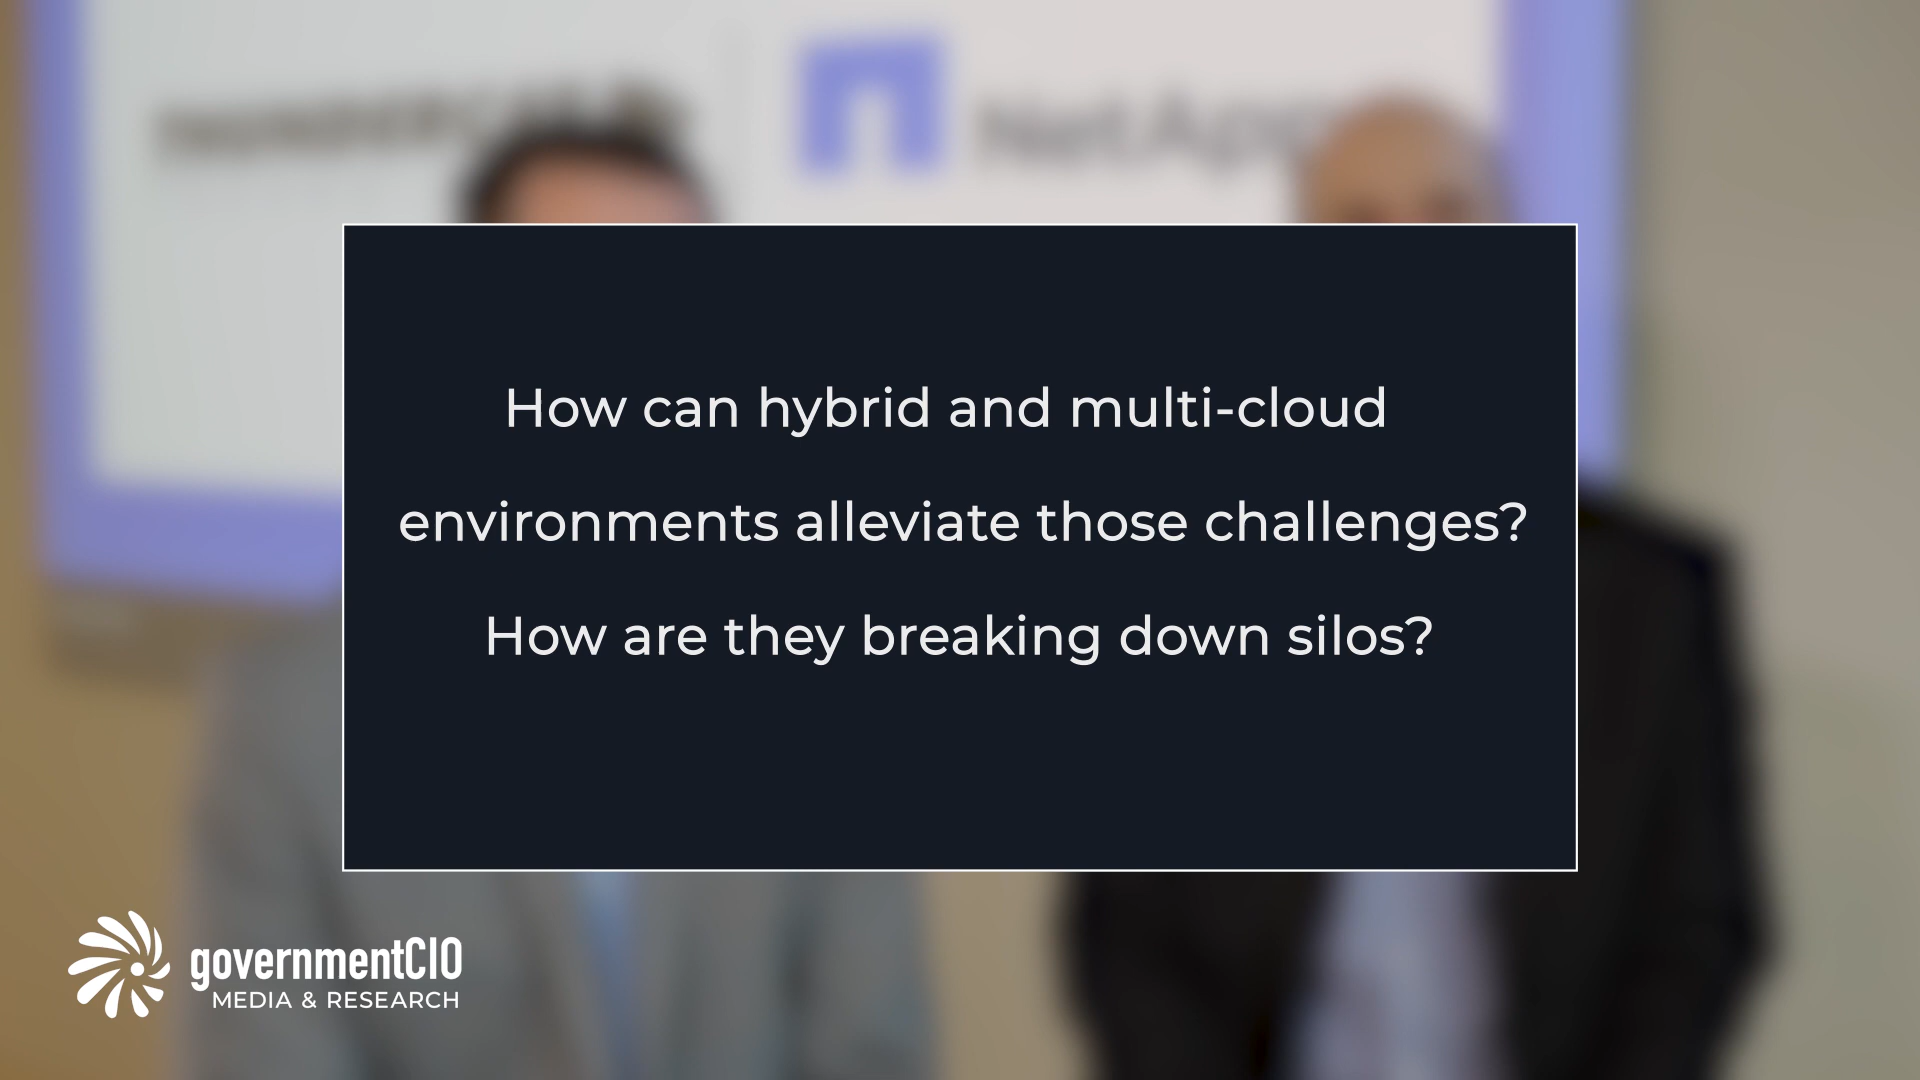 NetApp
How can hybrid and multi-cloud
environments alleviate those challenges?
How are they breaking down silos?
governmentCIO
MEDIA & RESEARCH